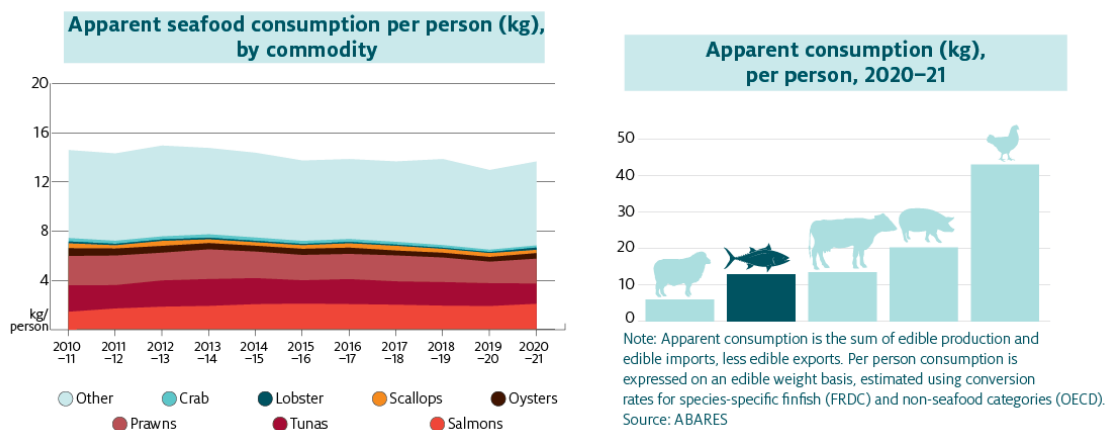 Apparent seafood consumption per person (kg),
by commodity
20
16
12
8
4
kg/
person
2010
–11
2011
–12
2012
–13
2013
–14
2014
–15
2015
–16
2016
–17
2017
–18
2018
–19
2019
–20
2020
–21
Other
Crab
Lobster
Scallops
Oysters
Prawns
Tunas
Salmons
Apparent consumption (kg),
per person, 2020–21
50
40
30
20
10
0
Note: Apparent consumption is the sum of edible production and
edible imports, less edible exports. Per person consumption is
expressed on an edible weight basis, estimated using conversion
rates for species-specific finfish (FRDC) and non-seafood categories (OECD).
Source: ABARES